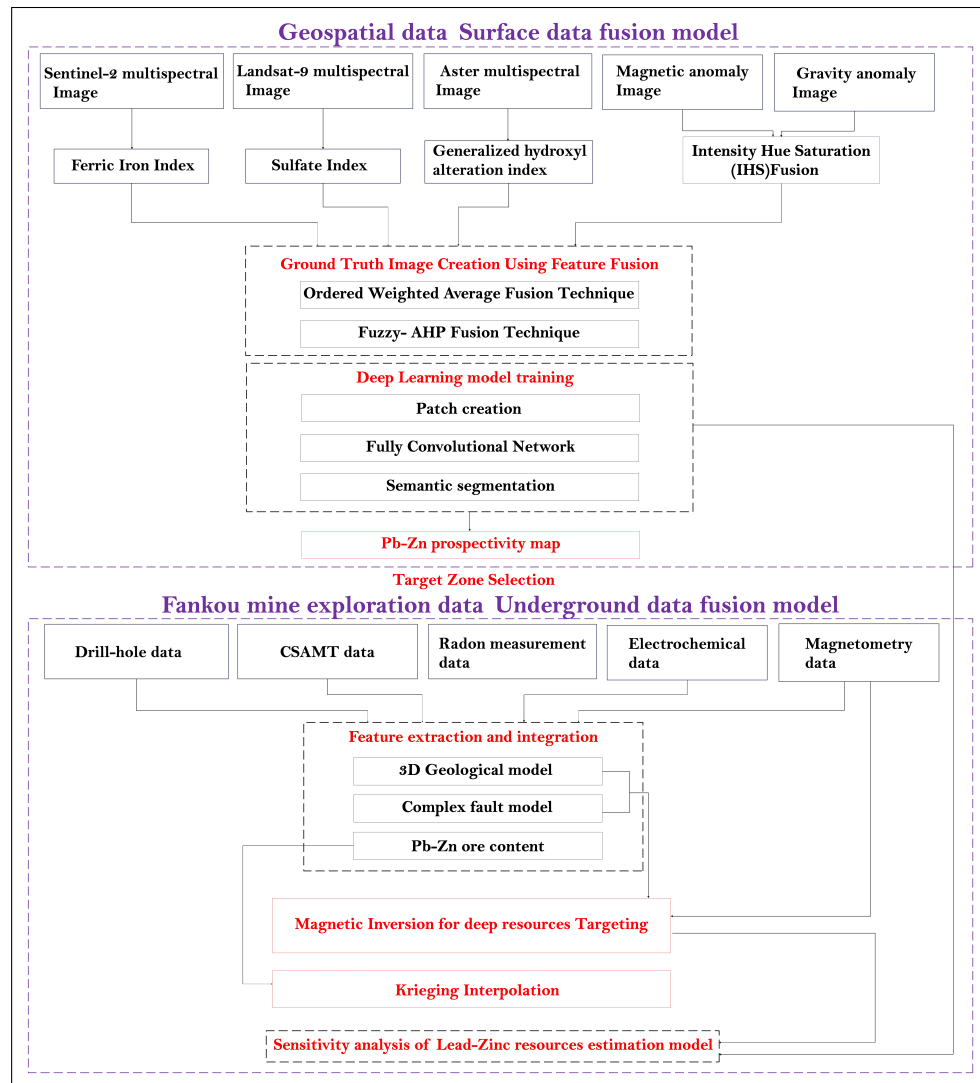 Geospatial data Surface data fusion model
Sentinel-2 multispectral
Image
Landsat-9 multispectral
Image
Aster multispectral
Image
Magnetic anomaly
Image
Gravity anomaly
Image
Ferric Iron Index
Sulfate Index
Generalized hydroxyl
alteration index
Intensity Hue Saturation
(IHS)Fusion
Ground Truth Image Creation Using Feature Fusion
Ordered Weighted Average Fusion Technique
Fuzzy- AHP Fusion Technique
Deep Learning model training
Patch creation
Fully Convolutional Network
Semantic segmentation
Pb-Zn prospectivity map
Target Zone Selection
Fankou mine exploration data Underground data fusion model
Drill-hole data
CSAMT data
Radon measurement
data
Electrochemical
data
Magnetometry
data
Feature extraction and integration
3D Geological model
Complex fault model
Pb-Zn ore content
Magnetic Inversion for deep resources Targeting
Krieging Interpolation
Sensitivity analysis of Lead-Zinc resources estimation model